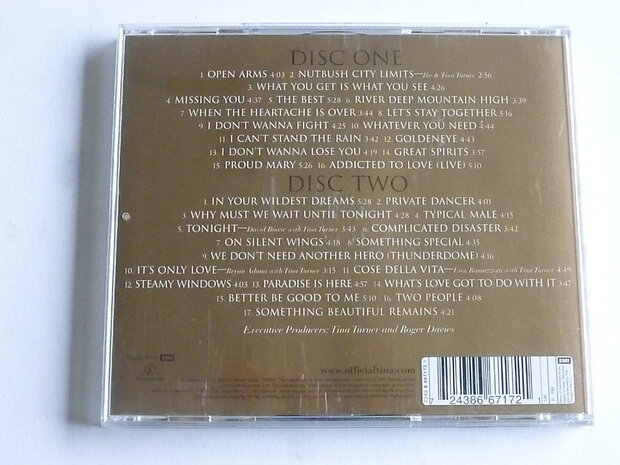 DISC ONE
1. OPEN ARMS 4:03 2. NUTBUSH CITY LIMITS—Ike & Tina Turner 2:56
3. WHAT YOU GET IS WHAT YOU SEE 4:26
4. MISSING YOU 4:37 5. THE BEST 5:28 6. RIVER DEEP MOUNTAIN HIGH 3:39
7. WHEN THE HEARTACHE IS OVER 3:44 8. LET'S STAY TOGETHER 5:16
9. I DON'T WANNA FIGHT 4:25 10. WHATEVER YOU NEED 4:44
11. I CAN'T STAND THE RAIN 3:42 12. GOLDENEYE 4:43
13. I DON'T WANNA LOSE YOU 4:19 14. GREAT SPIRITS 3:57
15. PROUD MARY 5:26 16. ADDICTED TO LOVE (LIVE) 5:10
DISC TWO
1. IN YOUR WILDEST DREAMS 5:28 2. PRIVATE DANCER 4:01
3. WHY MUST WE WAIT UNTIL TONIGHT 4:28 4. TYPICAL MALE 4:15
5. TONIGHT—David Bowie with Tina Turner 3:43 6. COMPLICATED DISASTER 3:42
7. ON SILENT WINGS 4:18 8. SOMETHING SPECIAL 4:35
9. WE DON'T NEED ANOTHER HERO (THUNDERDOME) 4:16
10. IT'S ONLY LOVE—Bryan Adams with Tina Turner 3:15 11. COSE DELLA VITA—Eros Ramazzotti with Tina Turner 4:49
12. STEAMY WINDOWS 4:03 13. PARADISE IS HERE 4:57 14. WHAT'S LOVE GOT TO DO WITH IT 3:47
15. BETTER BE GOOD TO ME 5:10 16. TWO PEOPLE 4:08
17. SOMETHING BEAUTIFUL REMAINS 4:21
Executive Producers: Tina Turner and Roger Davies
Music from EMI
www.officialtina.com
EMI
7 24386 67172 1